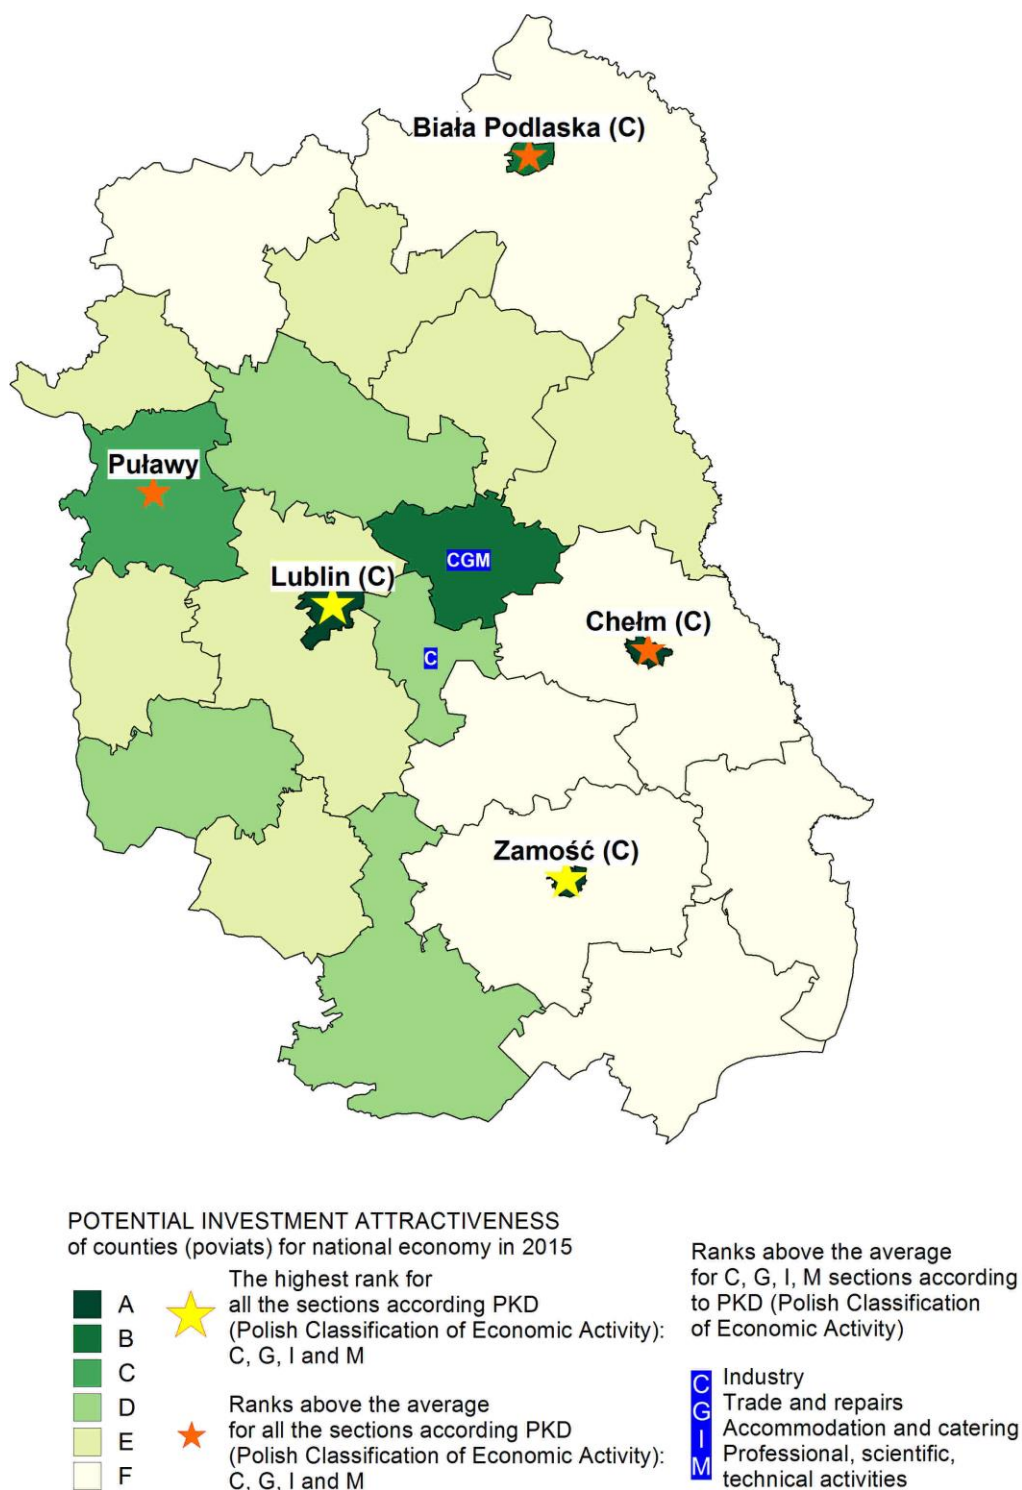 Biała Podlaska (C)
Puławy
CGM
Lublin (C)
Chełm (C)
C
Zamość (C)
POTENTIAL INVESTMENT ATTRACTIVENESS
of counties (poviats) for national economy in 2015
A
B
C
D
E
F
The highest rank for
all the sections according PKD
(Polish Classification of Economic Activity):
C, G, I and M
Ranks above the average
for all the sections according PKD
(Polish Classification of Economic Activity):
C, G, I and M
Ranks above the average
for C, G, I, M sections according
to PKD (Polish Classification
of Economic Activity)
C Industry
G Trade and repairs
I Accommodation and catering
M Professional, scientific,
technical activities